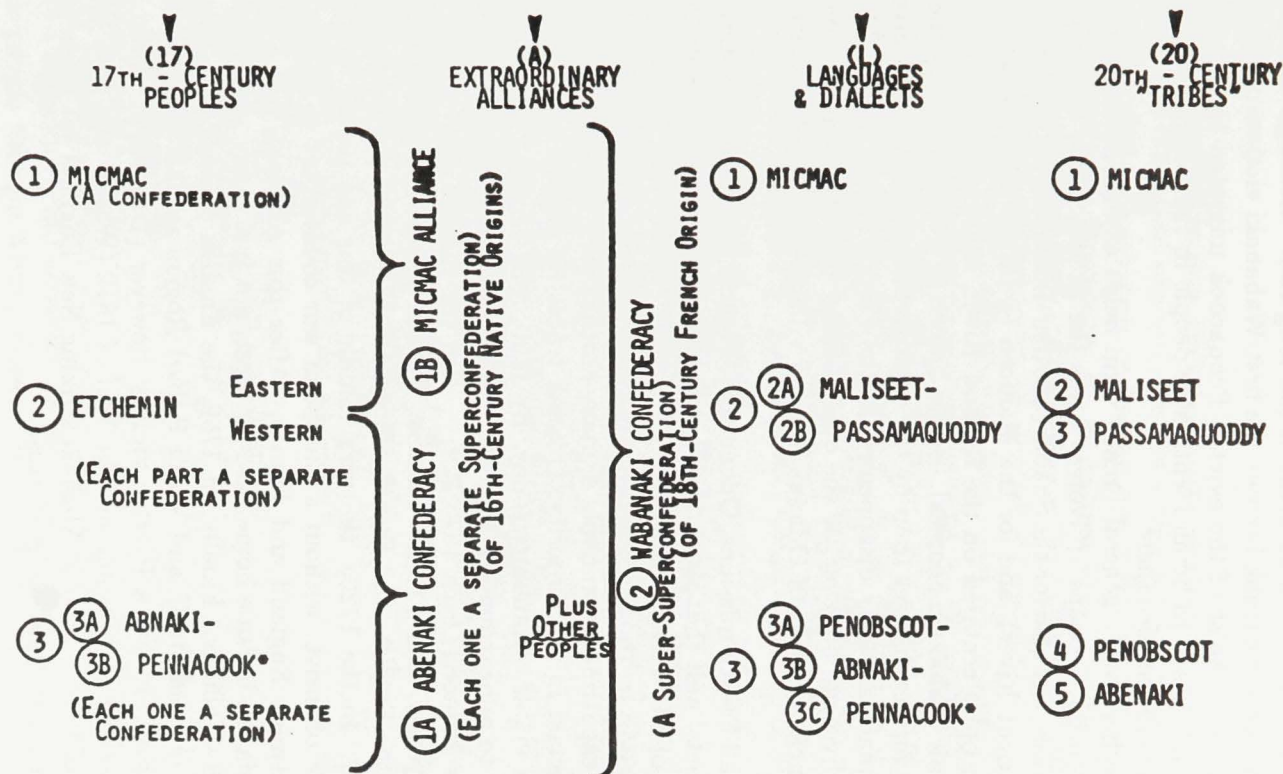 (17)
17TH - CENTURY
PEOPLES
(A)
EXTRAORDINARY
ALLIANCES
(L)
LANGUAGES
& DIALECTS
(20)
20TH - CENTURY
"TRIBES"
1 MICMAC
(A CONFEDERATION)
2 ETCHEMIN
EASTERN
WESTERN
(EACH PART A SEPARATE
CONFEDERATION)
3 3A ABNAKI-
3B PENNACOOK*
(EACH ONE A SEPARATE
CONFEDERATION)
1B MICMAC ALLIANCE
1A ABENAKI CONFEDERACY
(EACH ONE A SEPARATE SUPERCONFEDERATION)
(OF 16TH-CENTURY NATIVE ORIGINS)
PLUS
OTHER
PEOPLES
2 WABANAKI CONFEDERACY
(A SUPER-SUPERCONFEDERATION)
(OF 18TH-CENTURY FRENCH ORIGIN)
1 MICMAC
2 2A MALISEET-
2B PASSAMAQUODDY
3 3A PENOBSCOT-
3B ABNAKI-
3C PENNACOOK*
1 MICMAC
2 MALISEET
3 PASSAMAQUODDY
4 PENOBSCOT
5 ABENAKI